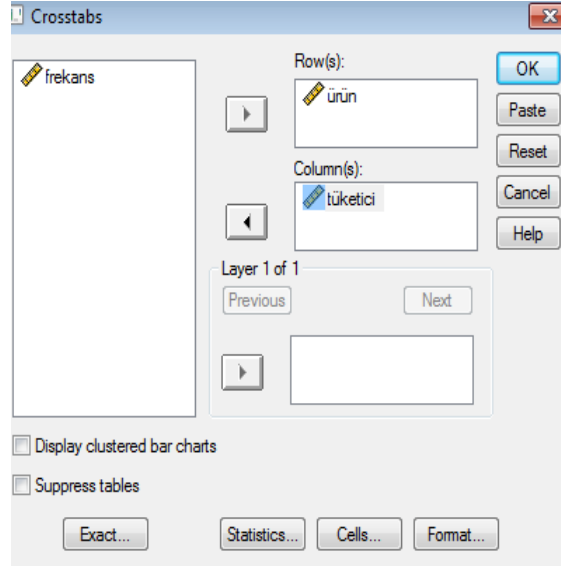 Crosstabs
frekans
Row(s):
ürün
Column(s):
tüketici
OK
Paste
Reset
Cancel
Help
Layer 1 of 1
Previous
Next
Display clustered bar charts
Suppress tables
Exact...
Statistics...
Cells...
Format...